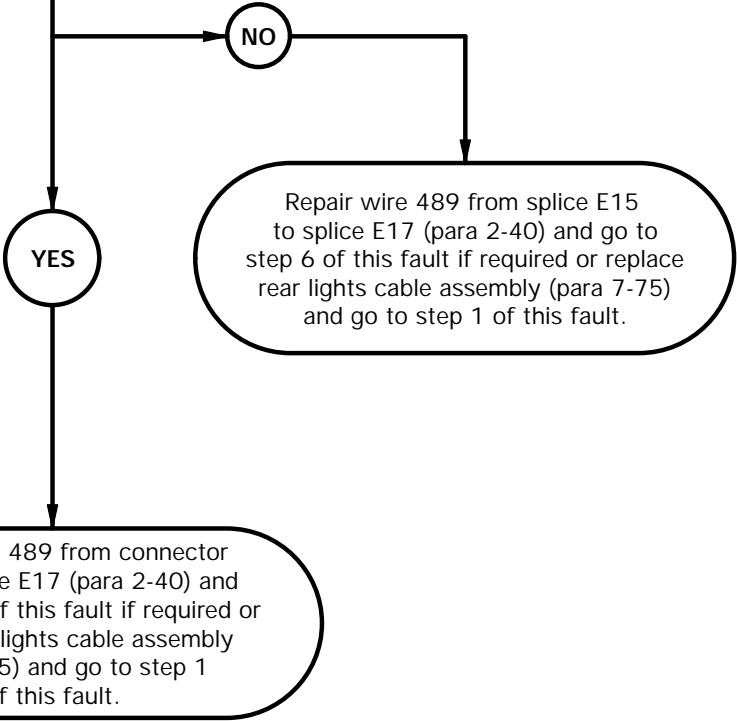 NO
Repair wire 489 from splice E15
to splice E17 (para 2-40) and go to
step 6 of this fault if required or replace
rear lights cable assembly (para 7-75)
and go to step 1 of this fault.
YES
489 from connector
E17 (para 2-40) and
this fault if required or
lights cable assembly
5) and go to step 1
this fault.